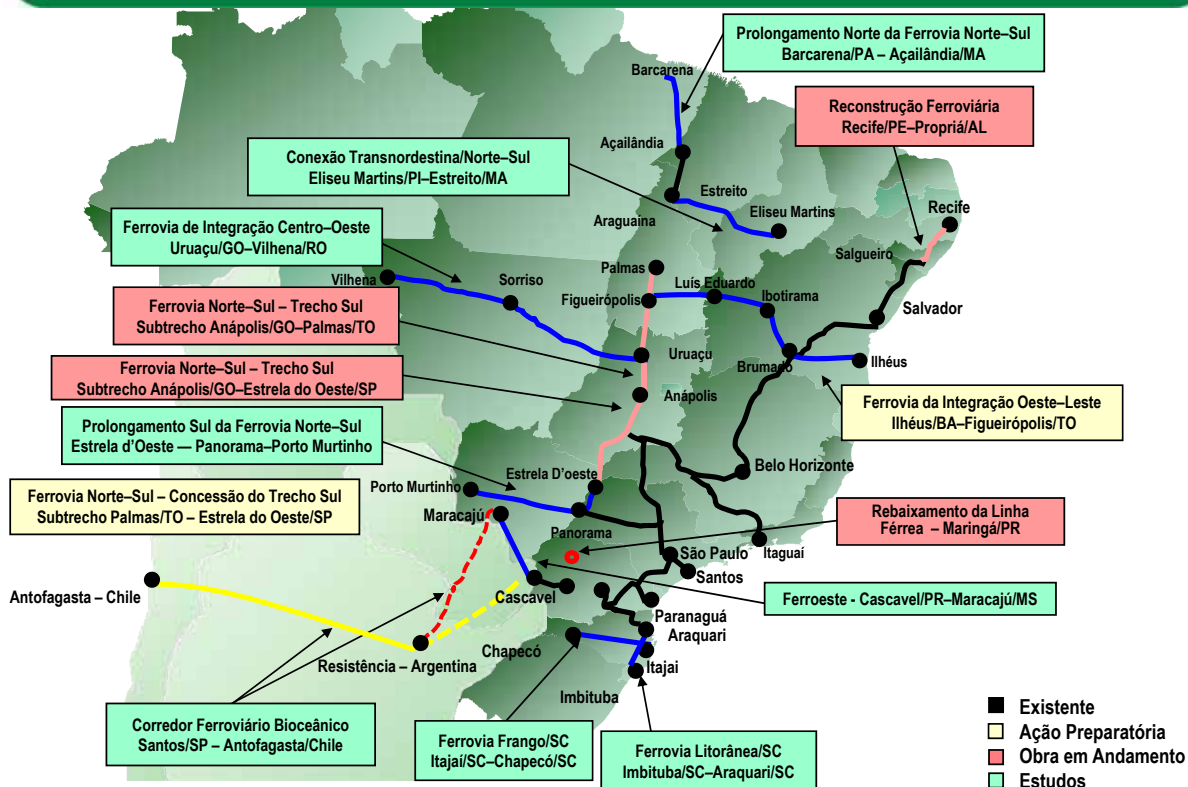 Prolongamento Norte da Ferrovia Norte–Sul
Barcarena/PA – Açailândia/MA
Barcarena
Reconstrução Ferroviária
Recife/PE–Propriá/AL
Açailândia
Conexão Transnordestina/Norte–Sul
Eliseu Martins/PI–Estreito/MA
Estreito
Eliseu Martins
Araguaina
Recife
Ferrovia de Integração Centro–Oeste
Uruaçu/GO–Vilhena/RO
Salgueiro
Palmas
Vilhena
Sorriso
Luís Eduardo
Figueirópolis
Ibotirama
Salvador
Ferrovia Norte–Sul – Trecho Sul
Subtrecho Anápolis/GO–Palmas/TO
Uruaçu
Brumado
Ilhéus
Ferrovia Norte–Sul – Trecho Sul
Subtrecho Anápolis/GO–Estrela do Oeste/SP
Anápolis
Ferrovia da Integração Oeste–Leste
Ilhéus/BA–Figueirópolis/TO
Prolongamento Sul da Ferrovia Norte–Sul
Estrela d’Oeste — Panorama–Porto Murtinho
Belo Horizonte
Estrela D’oeste
Porto Murtinho
Ferrovia Norte–Sul – Concessão do Trecho Sul
Subtrecho Palmas/TO – Estrela do Oeste/SP
Maracajú
Rebaixamento da Linha
Férrea – Maringá/PR
Panorama
Itaguaí
São Paulo
Santos
Antofagasta – Chile
Cascavel
Ferroeste - Cascavel/PR–Maracajú/MS
Paranaguá
Araquari
Chapecó
Itajai
Resistência – Argentina
Imbituba
Corredor Ferroviário Bioceânico
Santos/SP – Antofagasta/Chile
Ferrovia Frango/SC
Itajaí/SC–Chapecó/SC
Ferrovia Litorânea/SC
Imbituba/SC–Araquari/SC
Existente
Ação Preparatória
Obra em Andamento
Estudos